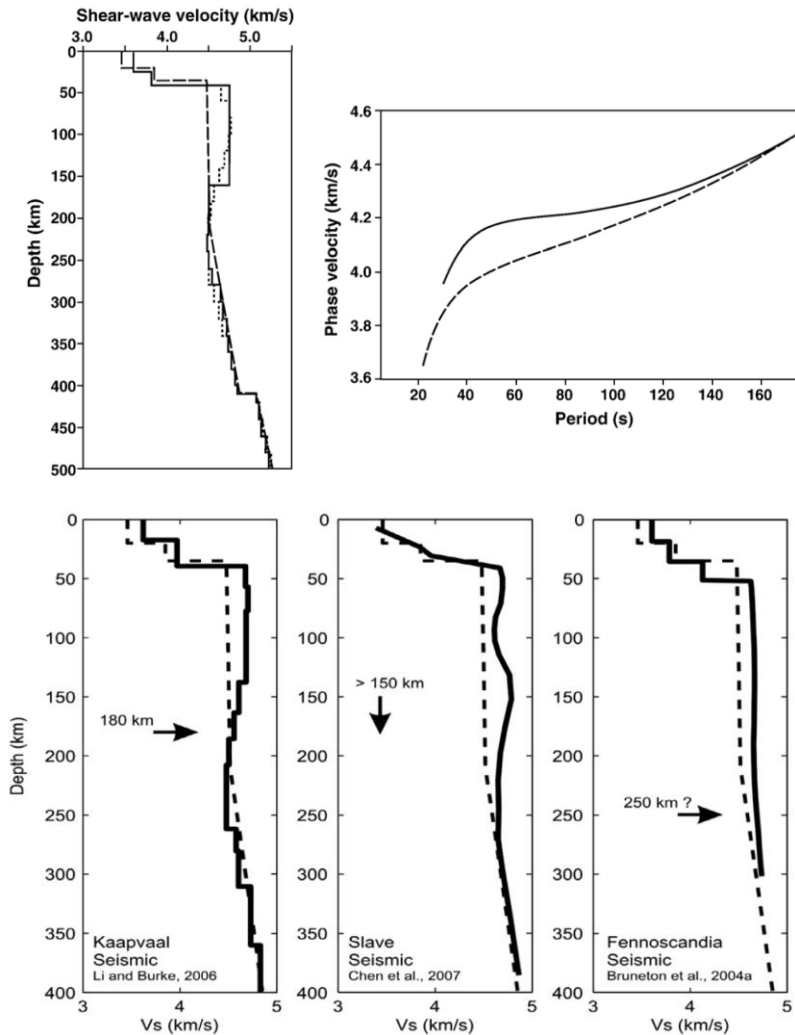 Shear-wave velocity (km/s)
3.0 4.0 5.0
0
50
100
150
200
250
300
350
400
450
500
Depth (km)
4.6
4.4
4.2
4.0
3.8
3.6
Phase velocity (km/s)
20 40 60 80 100 120 140 160
Period (s)
Depth (km)
0
50
100
150
200
250
300
350
400
180 km
Kaapvaal
Seismic
Li and Burke, 2006
3 4 5
Vs (km/s)
0
50
100
150
200
250
300
350
400
> 150 km
Slave
Seismic
Chen et al., 2007
3 4 5
Vs (km/s)
0
50
100
150
200
250
300
350
400
250 km ?
Fennoscandia
Seismic
Bruneton et al., 2004a
3 4 5
Vs (km/s)